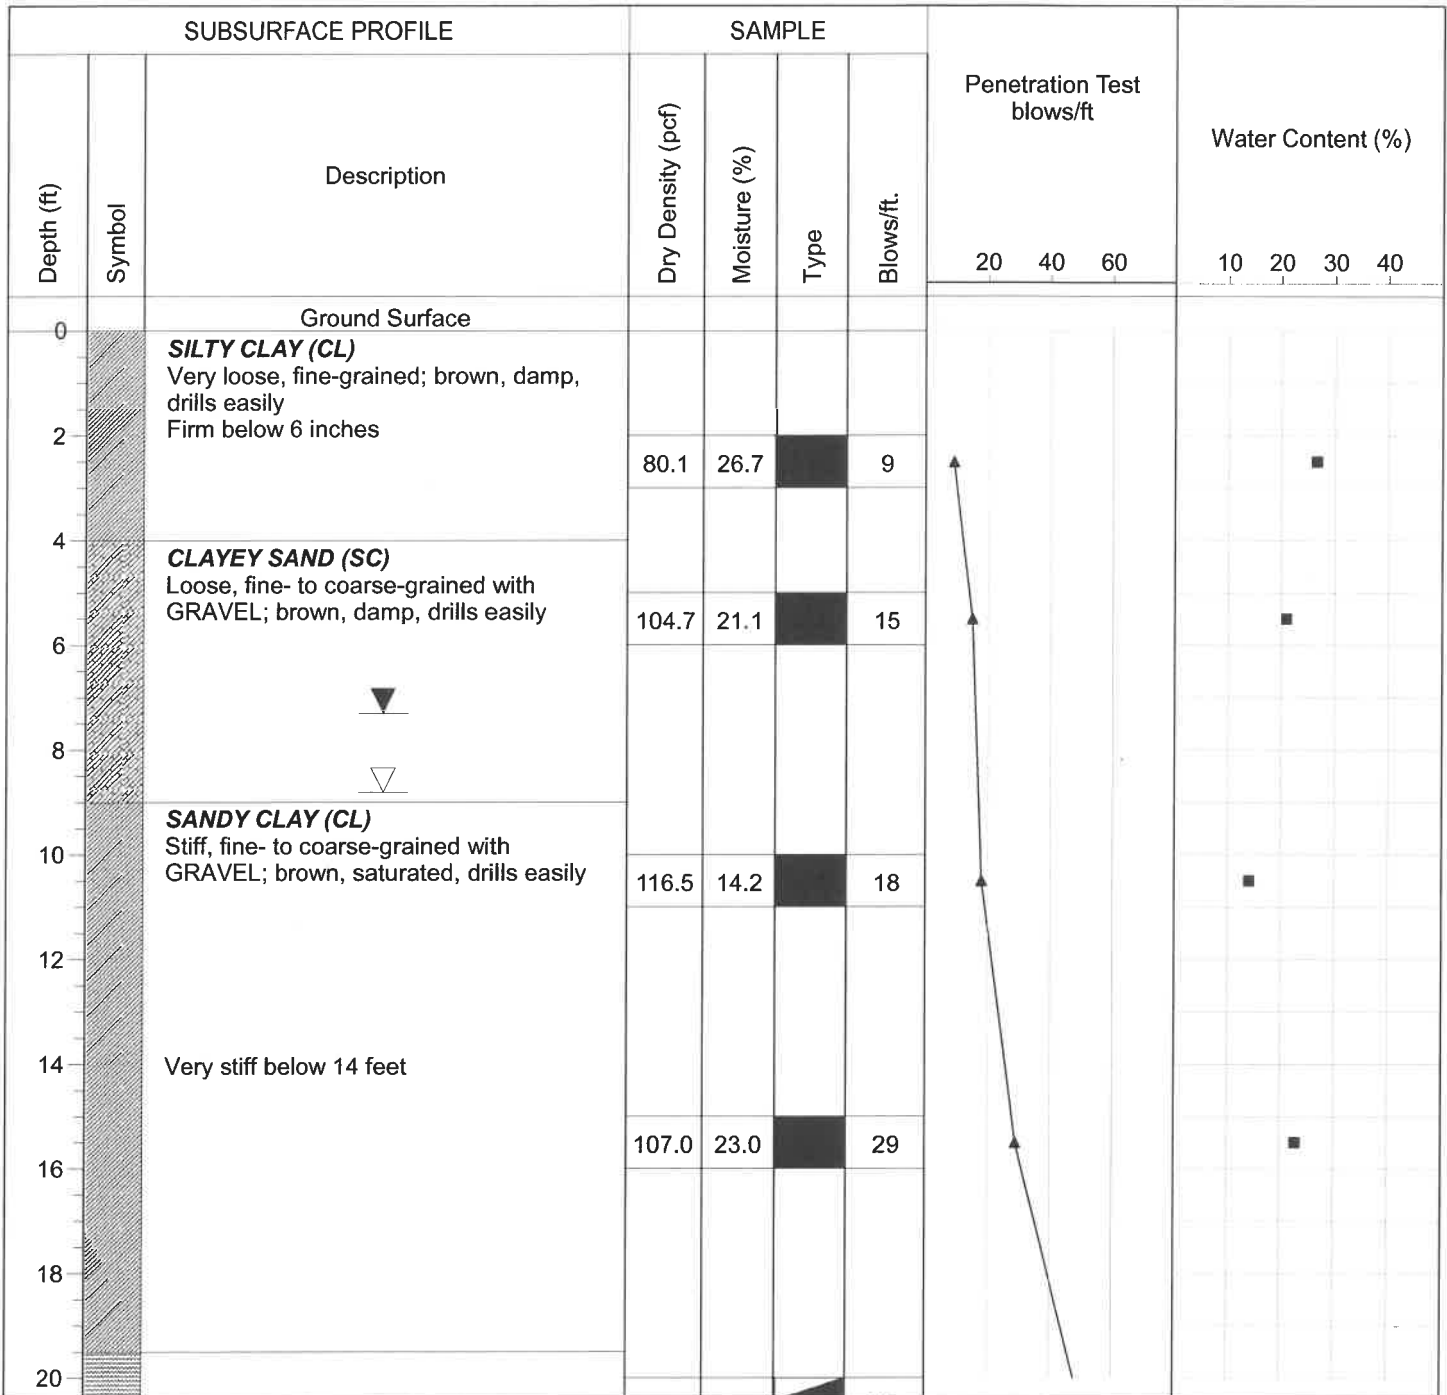 SUBSURFACE PROFILE
SAMPLE
Depth (ft)
Symbol
Description
Dry Density (pcf)
Moisture (%)
Type
Blows/ft.
Penetration Test
blows/ft
20 40 60
Water Content (%)
10 20 30 40
Ground Surface
0
SILTY CLAY (CL)
Very loose, fine-grained; brown, damp,
drills easily
Firm below 6 inches
2
80.1 26.7 9
4
CLAYEY SAND (SC)
Loose, fine- to coarse-grained with
GRAVEL; brown, damp, drills easily
104.7 21.1 15
6
8
SANDY CLAY (CL)
Stiff, fine- to coarse-grained with
GRAVEL; brown, saturated, drills easily
10
116.5 14.2 18
12
14
Very stiff below 14 feet
107.0 23.0 29
16
18
20